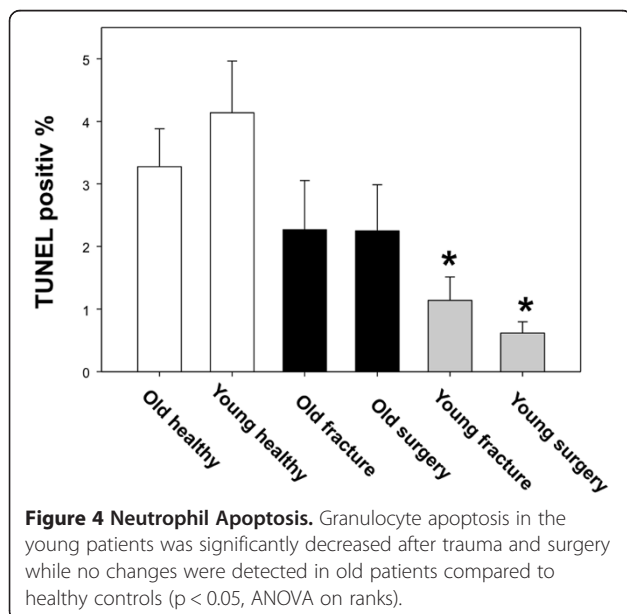 5
4
3
2
1
0
TUNEL positiv %
*
*
Old healthy
Young healthy
Old fracture
Old surgery
Young fracture
Young surgery
Figure 4 Neutrophil Apoptosis. Granulocyte apoptosis in the
young patients was significantly decreased after trauma and surgery
while no changes were detected in old patients compared to
healthy controls (p < 0.05, ANOVA on ranks).